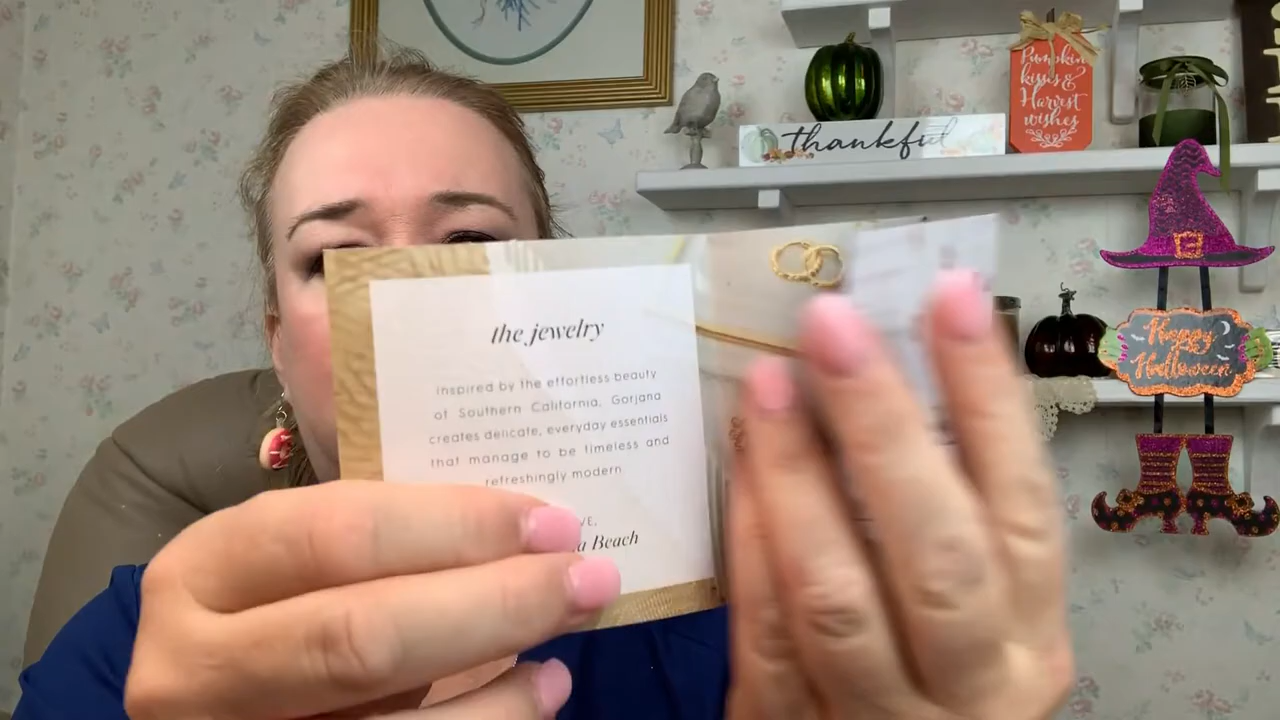 thankful
Pumpkin
kisses &
Harvest
wishes
Happy
Halloween
the jewelry
Inspired by the effortless beauty
of Southern California, Gorjana
creates delicate, everyday essentials
that manage to be timeless and
refreshingly modern
Beach